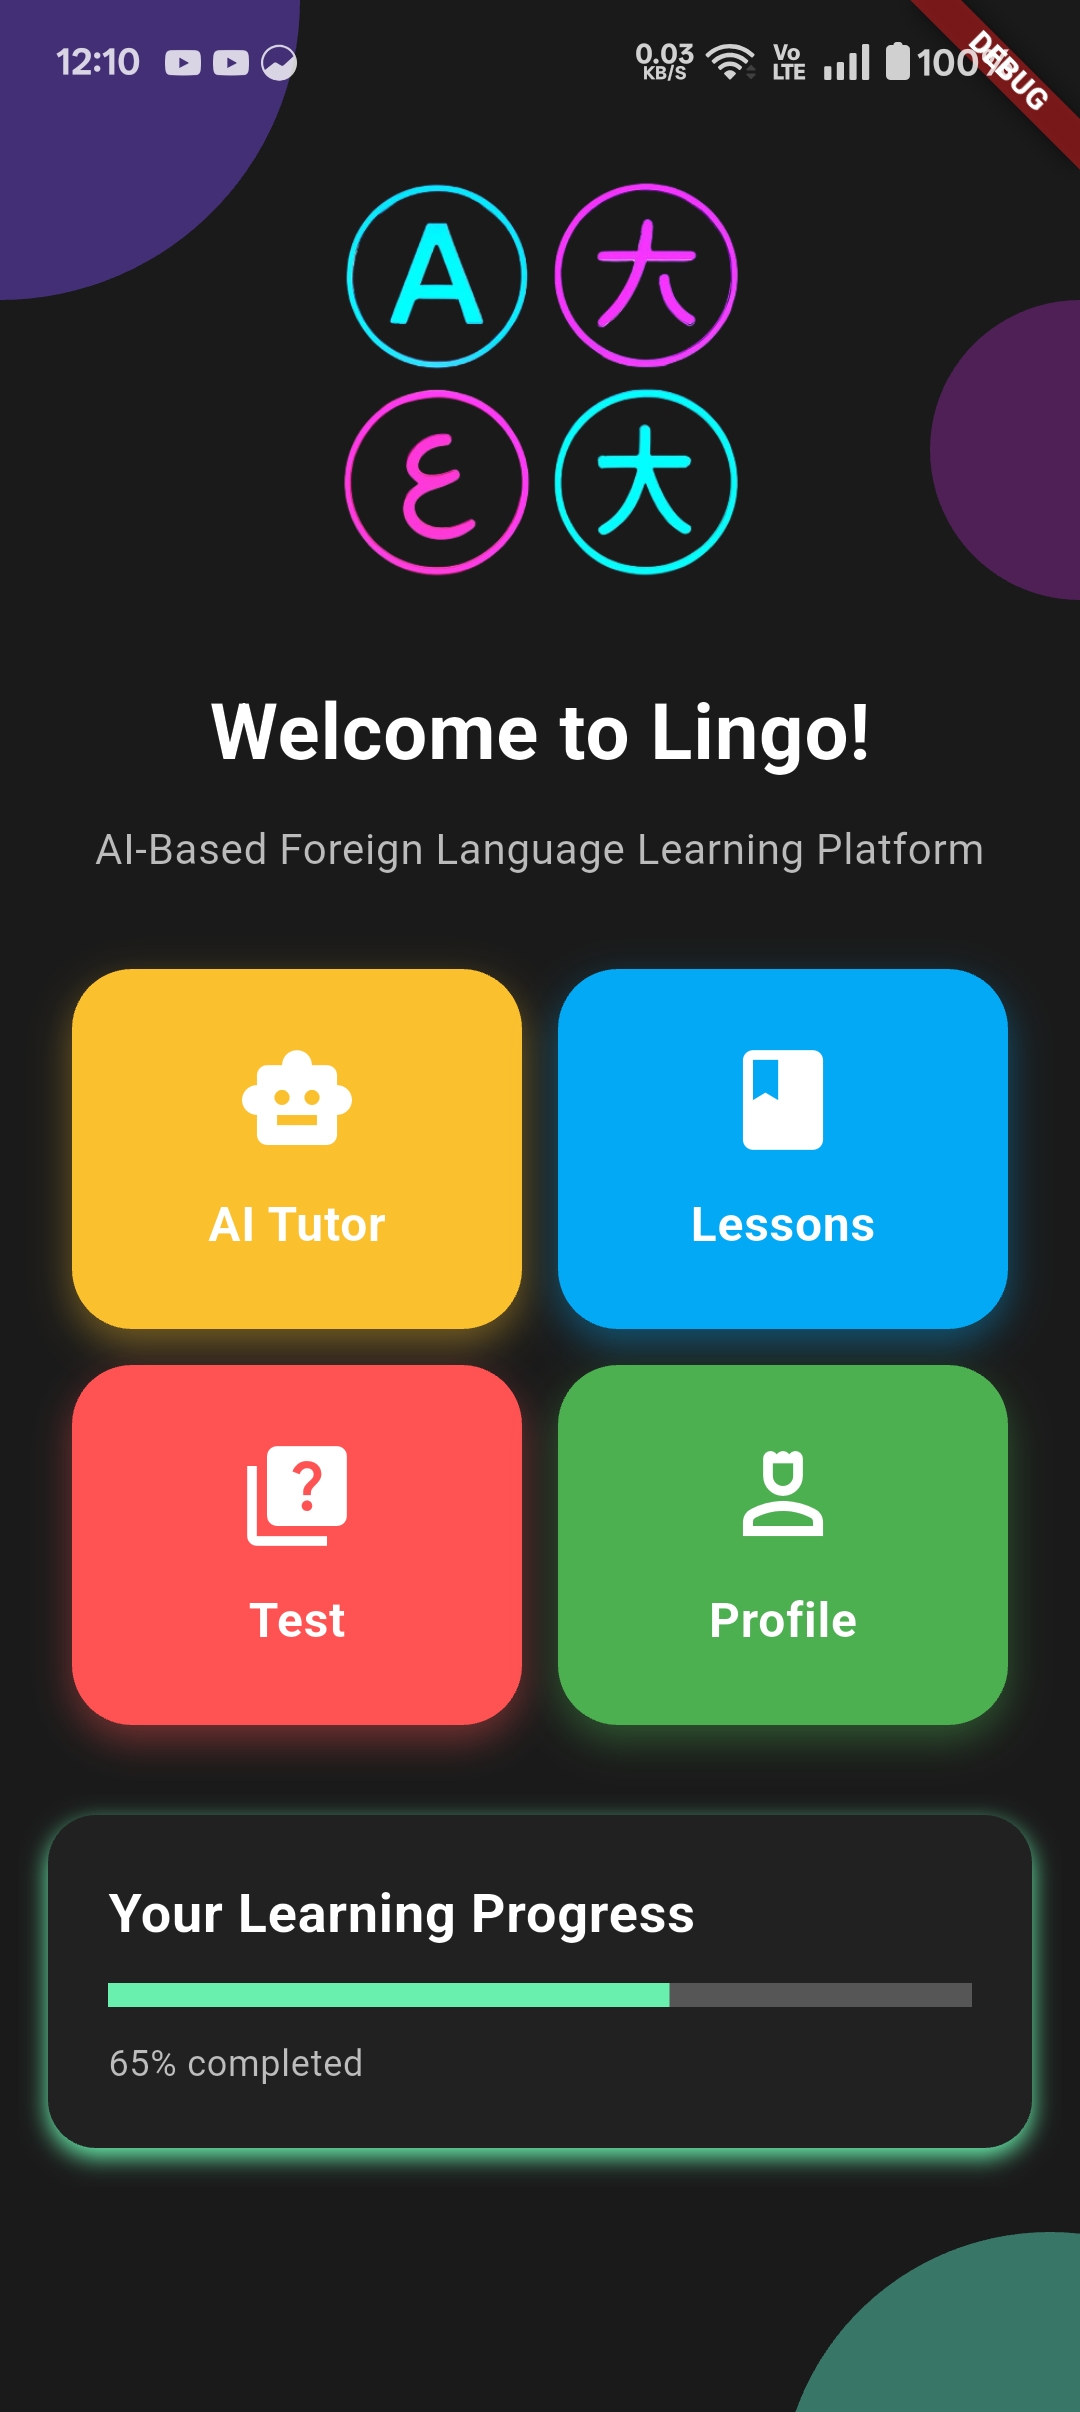 12:10
0.03 KB/S
Vo LTE
100%
DEBUG
A 大
ع 大
Welcome to Lingo!
AI-Based Foreign Language Learning Platform
AI Tutor
Lessons
?
Test
Profile
Your Learning Progress
65% completed